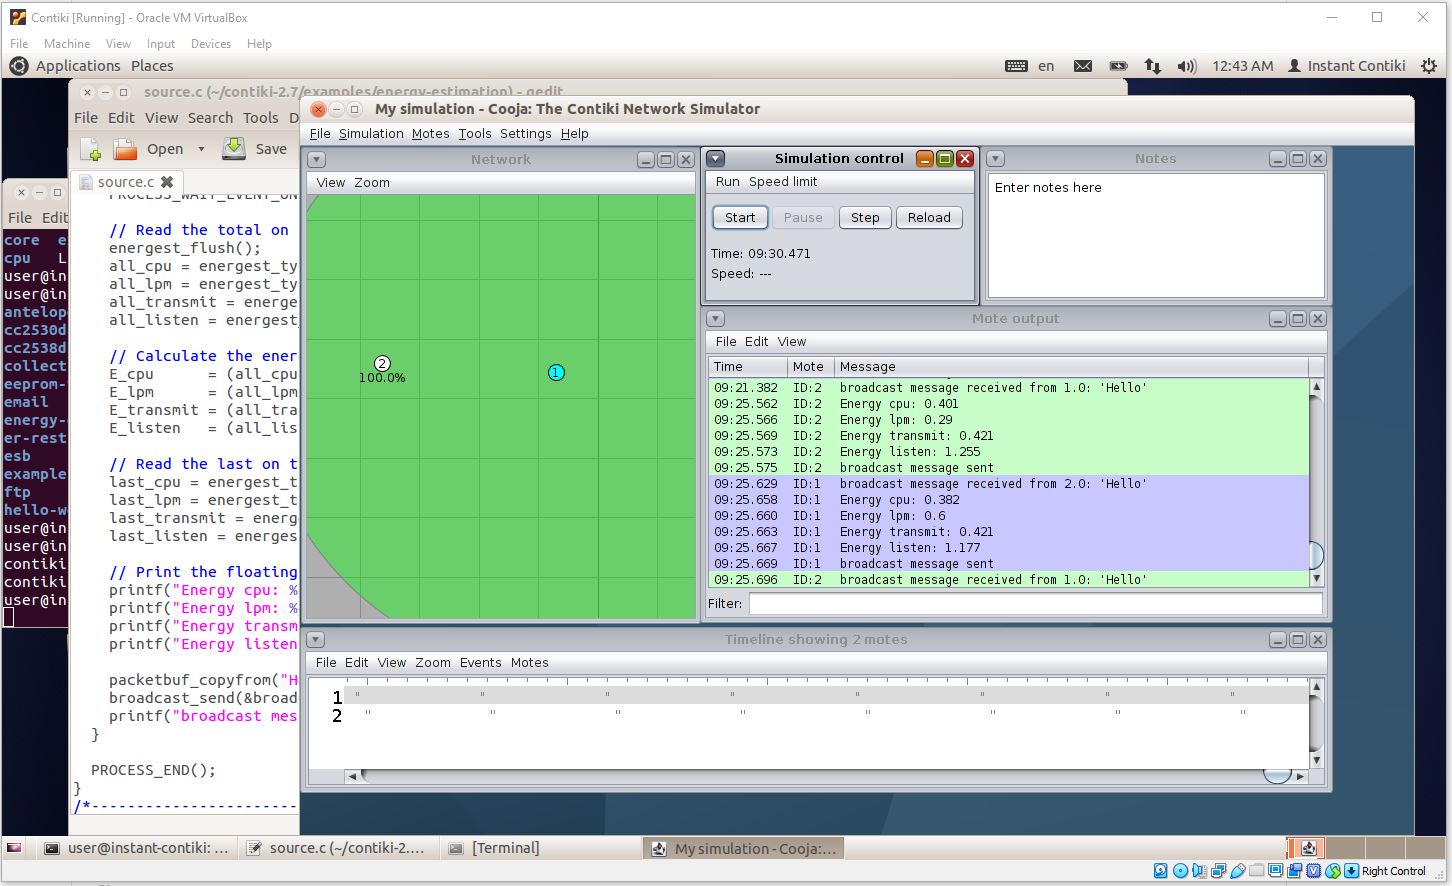 Contiki [Running] - Oracle VM VirtualBox
File Machine View Input Devices Help
Applications Places
en 12:43 AM Instant Contiki
source.c (~/contiki-2.7/examples/energy-estimation) - gedit
File Edit View Search Tools D
Open Save
source.c
PROCESS_WAIT_EVENT_UN
// Read the total on
energest_flush();
all_cpu = energest_ty
all_lpm = energest_ty
all_transmit = energe
all_listen = energest_
// Calculate the ener
E_cpu = (all_cpu
E_lpm = (all_lpm
E_transmit = (all_tra
E_listen = (all_lis
// Read the last on t
last_cpu = energest_t
last_lpm = energest_t
last_transmit = energ
last_listen = energes
// Print the floating
printf("Energy cpu: %
printf("Energy lpm: %
printf("Energy transm
printf("Energy listen
packetbuf_copyfrom("H
broadcast_send(&broad
printf("broadcast mes
}
PROCESS_END();
}
/*----------------------
File Edit
core e
cpu L
user@in
user@in
antelop
cc2530d
cc2538d
collect
eeprom-
email
energy-
er-rest
esb
example
ftp
hello-w
user@in
user@in
contiki
contiki
user@in
My simulation - Cooja: The Contiki Network Simulator
File Simulation Motes Tools Settings Help
Network
View Zoom
2
100.0%
1
Simulation control
Run Speed limit
Start Pause Step Reload
Time: 09:30.471
Speed: ---
Notes
Enter notes here
Mote output
File Edit View
Time Mote Message
09:21.382 ID:2 broadcast message received from 1.0: 'Hello'
09:25.562 ID:2 Energy cpu: 0.401
09:25.566 ID:2 Energy lpm: 0.29
09:25.569 ID:2 Energy transmit: 0.421
09:25.573 ID:2 Energy listen: 1.255
09:25.575 ID:2 broadcast message sent
09:25.629 ID:1 broadcast message received from 2.0: 'Hello'
09:25.658 ID:1 Energy cpu: 0.382
09:25.660 ID:1 Energy lpm: 0.6
09:25.663 ID:1 Energy transmit: 0.421
09:25.667 ID:1 Energy listen: 1.177
09:25.669 ID:1 broadcast message sent
09:25.696 ID:2 broadcast message received from 1.0: 'Hello'
Filter:
Timeline showing 2 motes
File Edit View Zoom Events Motes
1
2
user@instant-contiki: ... source.c (~/contiki-2.... [Terminal] My simulation - Cooja:...
Right Control